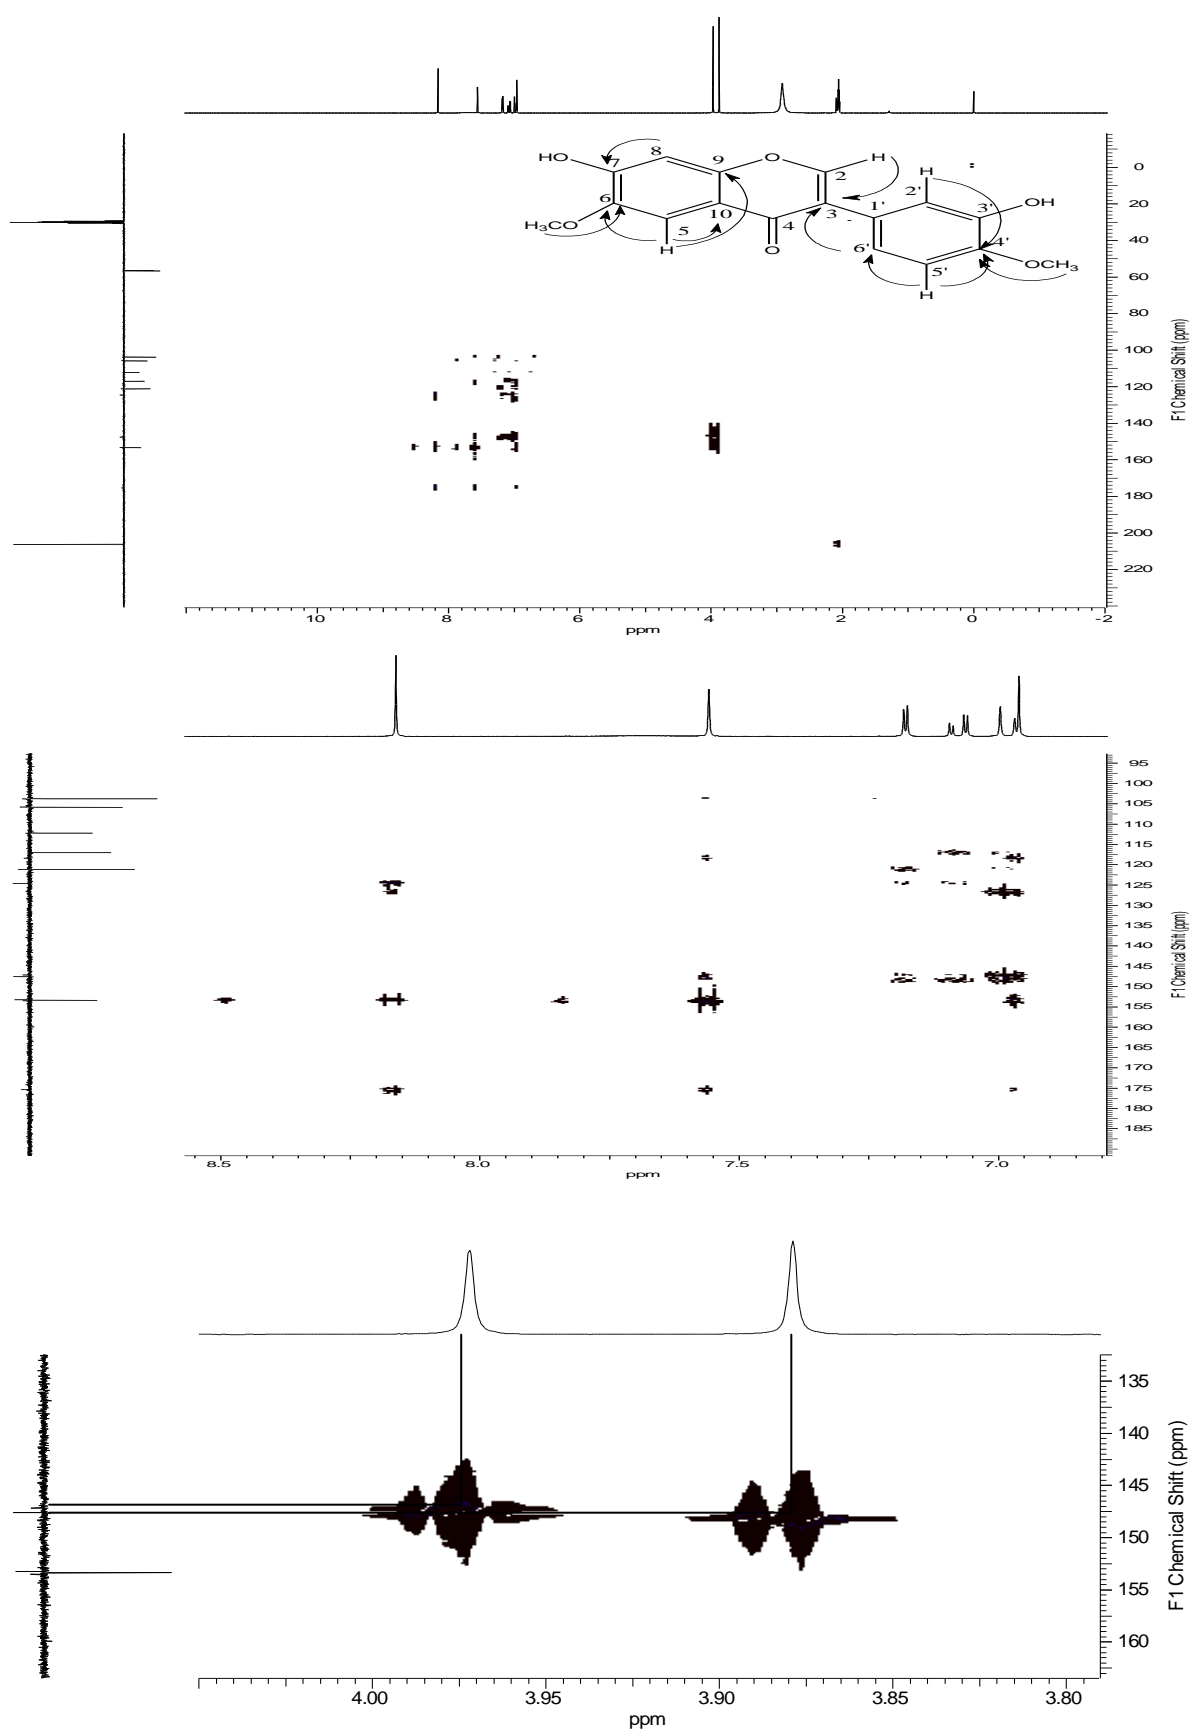 HO
7
8
9
O
2
H
H
2'
3'
OH
1'
6
10
4
3
H3CO
5
H
O
6'
4'
5'
OCH3
H
0
20
40
60
80
100
120
140
160
180
200
220
F1 Chemical Shift (ppm)
10 8 6 4 2 0 -2
ppm
95
100
105
110
115
120
125
130
135
140
145
150
155
160
165
170
175
180
185
F1 Chemical Shift (ppm)
8.5 8.0 7.5 7.0
ppm
135
140
145
150
155
160
F1 Chemical Shift (ppm)
4.00 3.95 3.90 3.85 3.80
ppm